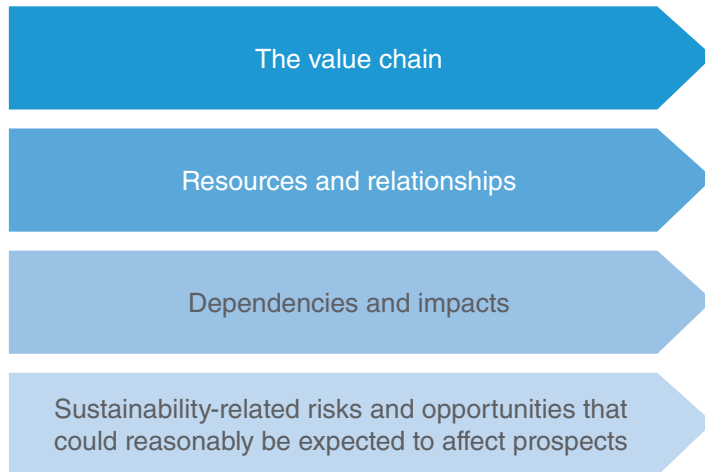 The value chain
Resources and relationships
Dependencies and impacts
Sustainability-related risks and opportunities that
could reasonably be expected to affect prospects